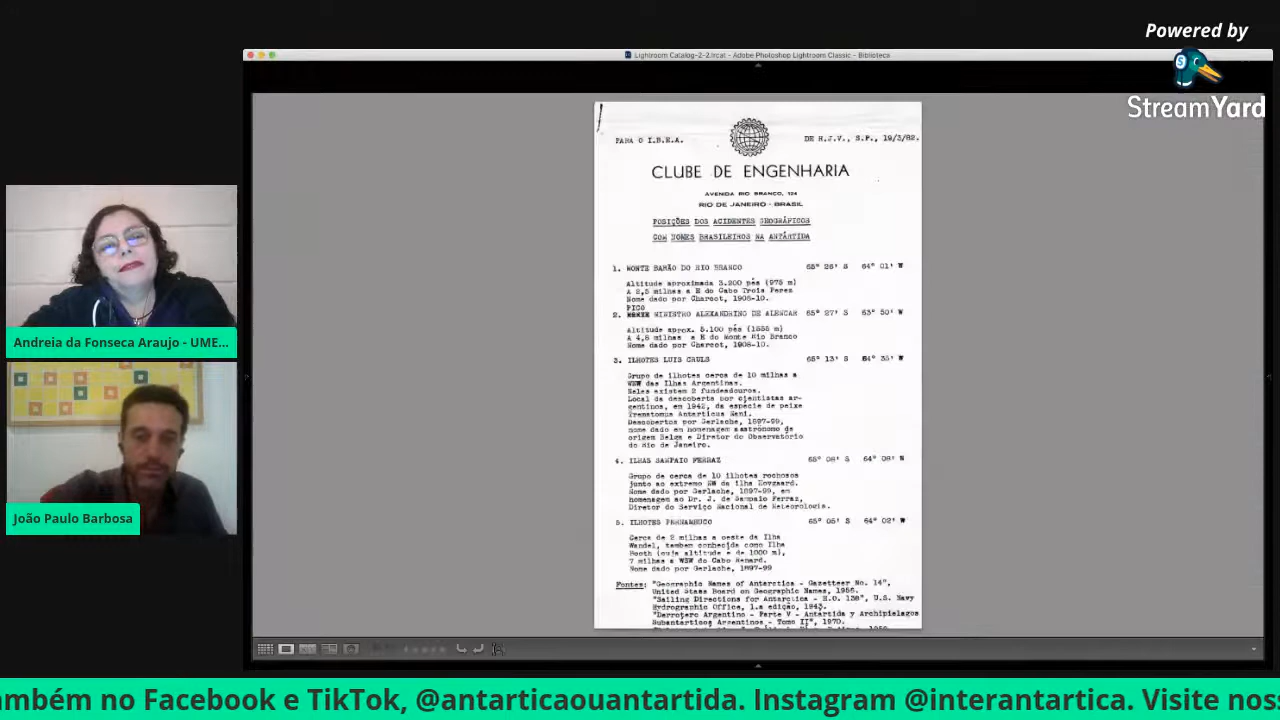 Powered by
StreamYard
Lightroom Catalog-2-2.lrcat - Adobe Photoshop Lightroom Classic - Biblioteca
PARA O I.B.E.A.
DE R.J.V., S.P., 19/3/82.
CLUBE DE ENGENHARIA
AVENIDA RIO BRANCO, 124
RIO DE JANEIRO - BRASIL
POSIÇÕES DOS ACIDENTES GEOGRÁFICOS
COM NOMES BRASILEIROS NA ANTÁRTIDA
1. MONTE BARÃO DO RIO BRANCO 65° 26' S 64° 01' W
Altitude aproximada 3.200 pés (975 m)
A 2,5 milhas a E do Cabo Trois Perez
Nome dado por Charcot, 1908-10.
PICO
2. MONTE MINISTRO ALEXANDRINO DE ALENCAR 65° 27' S 63° 50' W
Altitude aprox. 5.100 pés (1555 m)
A 4,8 milhas a E do Monte Rio Branco
Nome dado por Charcot, 1908-10.
3. ILHOTES LUIS CRULS 65° 13' S 64° 35' W
Grupo de ilhotes cerca de 10 milhas a
WNW das Ilhas Argentinas.
Neles existem 2 fundeadouros.
Local da descoberta por cientistas ar-
gentinos, em 1942, da espécie de peixe
Trematomus Antarticus Nani.
Descobertos por Gerlache, 1897-99,
nome dado em homenagem a astrônomo de
origem Belga e Diretor do Observatório
do Rio de Janeiro.
4. ILHAS SAMPAIO FERRAZ 65° 08' S 64° 08' W
Grupo de cerca de 10 ilhotes rochosos
junto ao extremo NW da ilha Hovgaard.
Nome dado por Gerlache, 1897-99, em
homenagem ao Dr. J. de Sampaio Ferraz,
Diretor do Serviço Nacional de Meteorologia.
5. ILHOTES PERNAMBUCO 65° 05' S 64° 02' W
Cerca de 2 milhas a oeste da Ilha
Wandel, tambem conhecida como Ilha
Booth (cuja altitude é de 1000 m),
7 milhas a WSW do Cabo Renard.
Nome dado por Gerlache, 1897-99
Fontes: "Geographic Names of Antarctica - Gazetteer No. 14",
United States Board on Geographic Names, 1956.
"Sailing Directions for Antarctica - H.O. 138", U.S. Navy
Hydrographic Office, 1.a edição, 1943.
"Derrotero Argentino - Parte V - Antártida y Archipielagos
Subantarticos Argentinos - Tomo II", 1970.
Andreia da Fonseca Araujo - UME...
João Paulo Barbosa
ambém no Facebook e TikTok, @antarticaouantartida. Instagram @interantartica. Visite nos